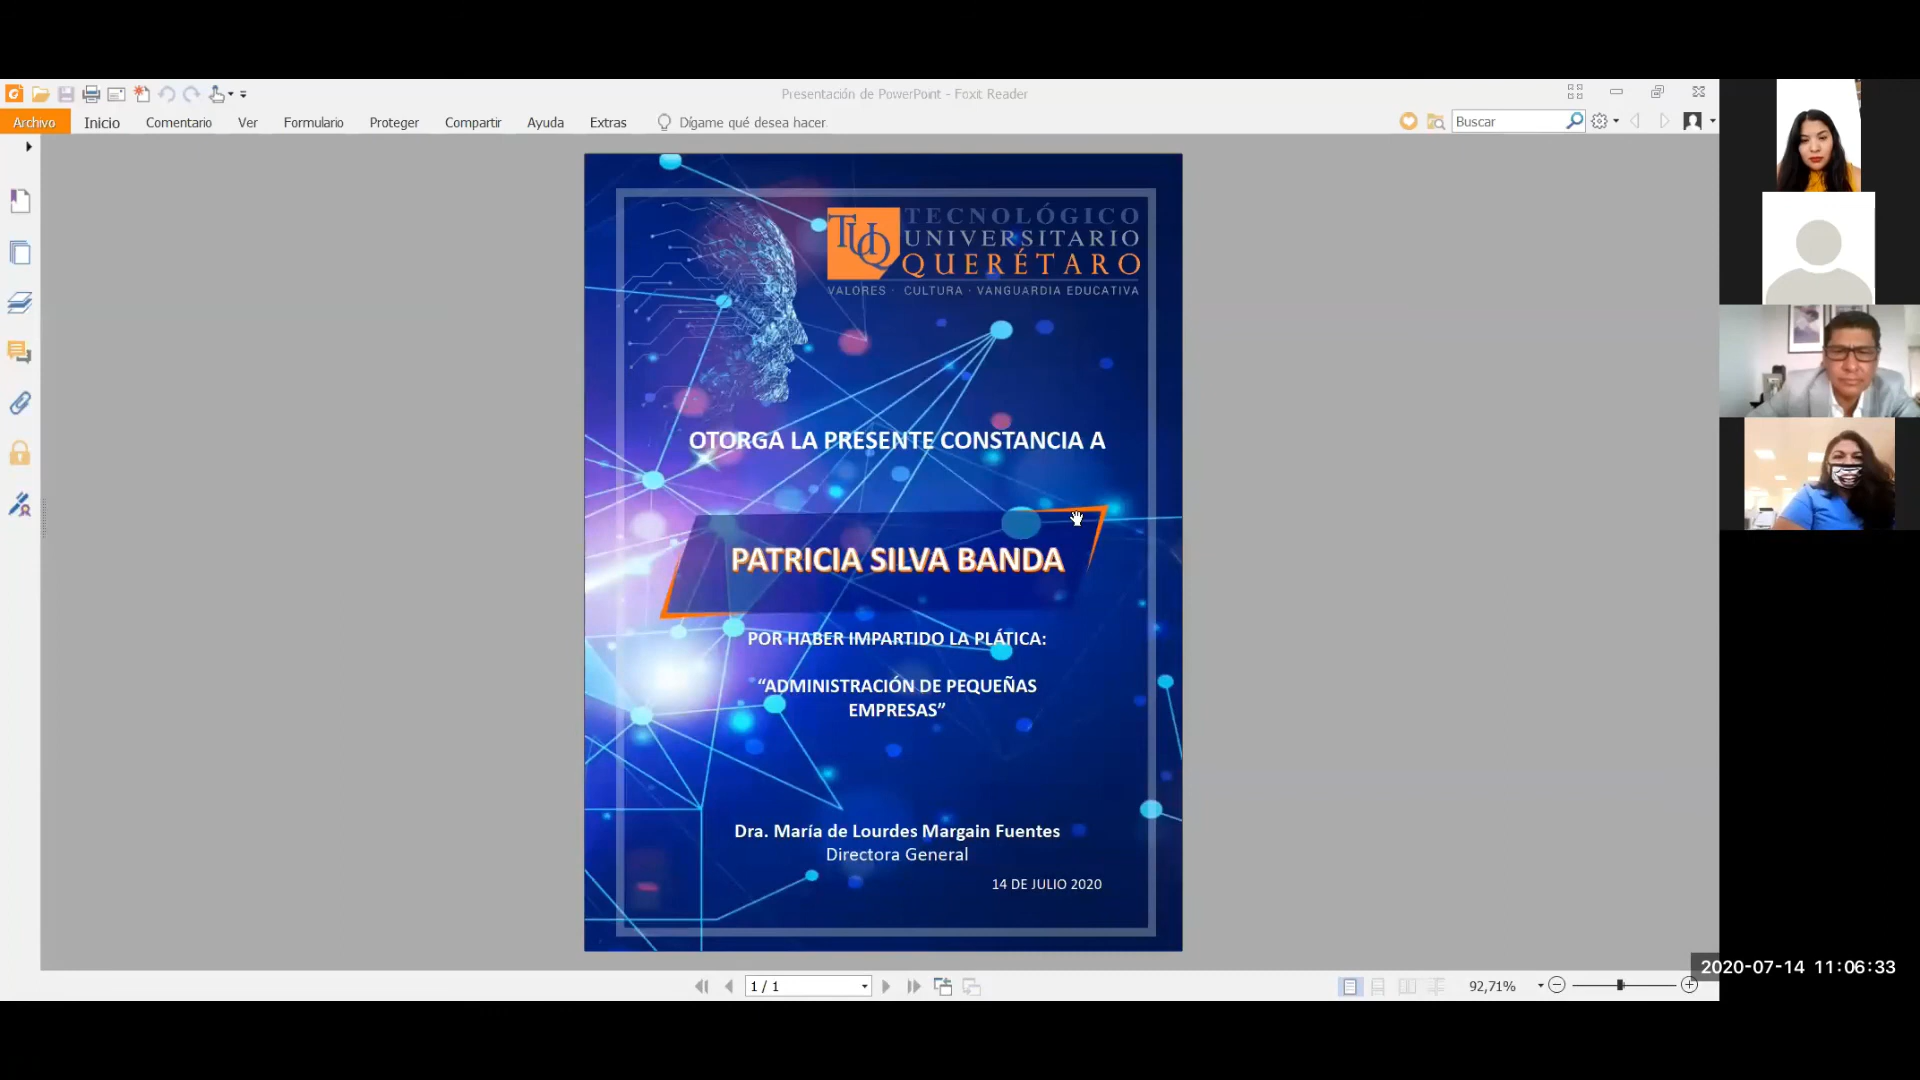 Presentación de PowerPoint - Foxit Reader
Archivo Inicio Comentario Ver Formulario Proteger Compartir Ayuda Extras Dígame qué desea hacer. Buscar
TUQ
TECNOLÓGICO
UNIVERSITARIO
QUERÉTARO
VALORES · CULTURA · VANGUARDIA EDUCATIVA
OTORGA LA PRESENTE CONSTANCIA A
PATRICIA SILVA BANDA
POR HABER IMPARTIDO LA PLÁTICA:
“ADMINISTRACIÓN DE PEQUEÑAS
EMPRESAS”
Dra. María de Lourdes Margain Fuentes
Directora General
14 DE JULIO 2020
2020-07-14 11:06:33
1 / 1
92,71%